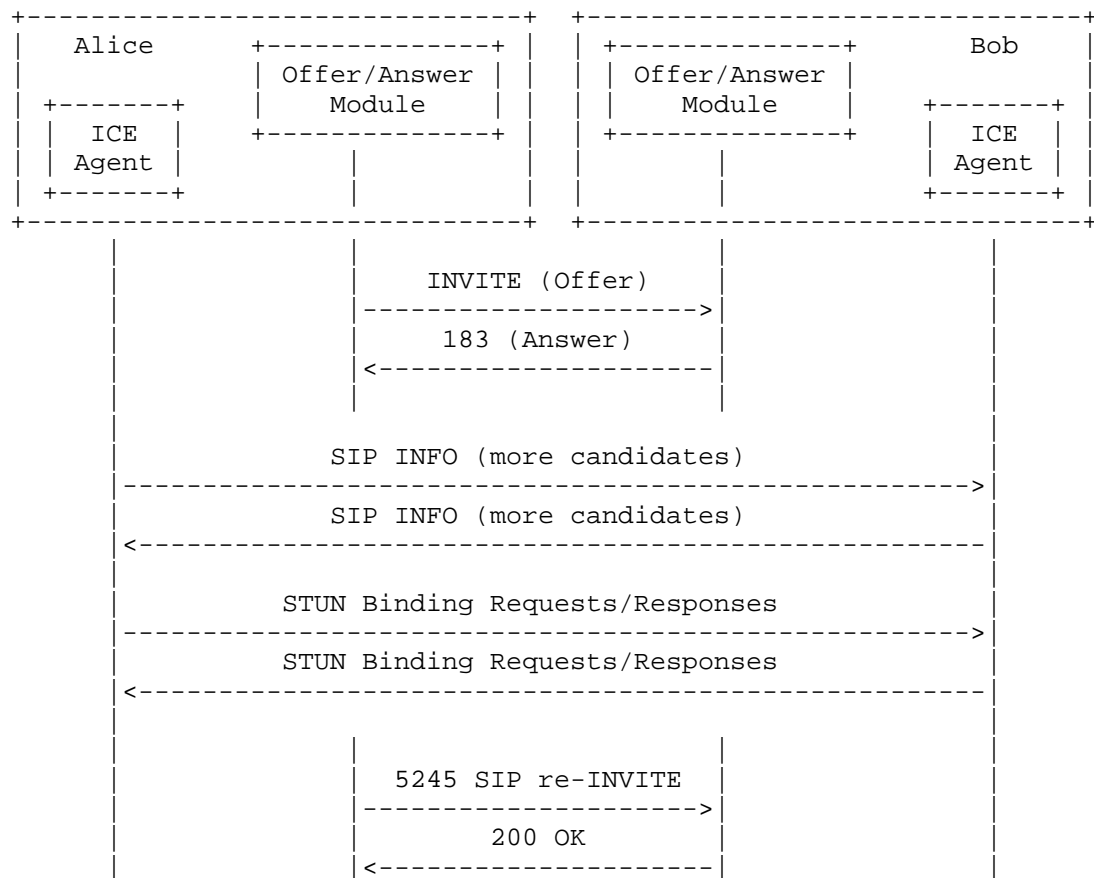 Alice
Offer/Answer
Module
ICE
Agent
Offer/Answer
Module
Bob
ICE
Agent
INVITE (Offer)
183 (Answer)
SIP INFO (more candidates)
SIP INFO (more candidates)
STUN Binding Requests/Responses
STUN Binding Requests/Responses
5245 SIP re-INVITE
200 OK